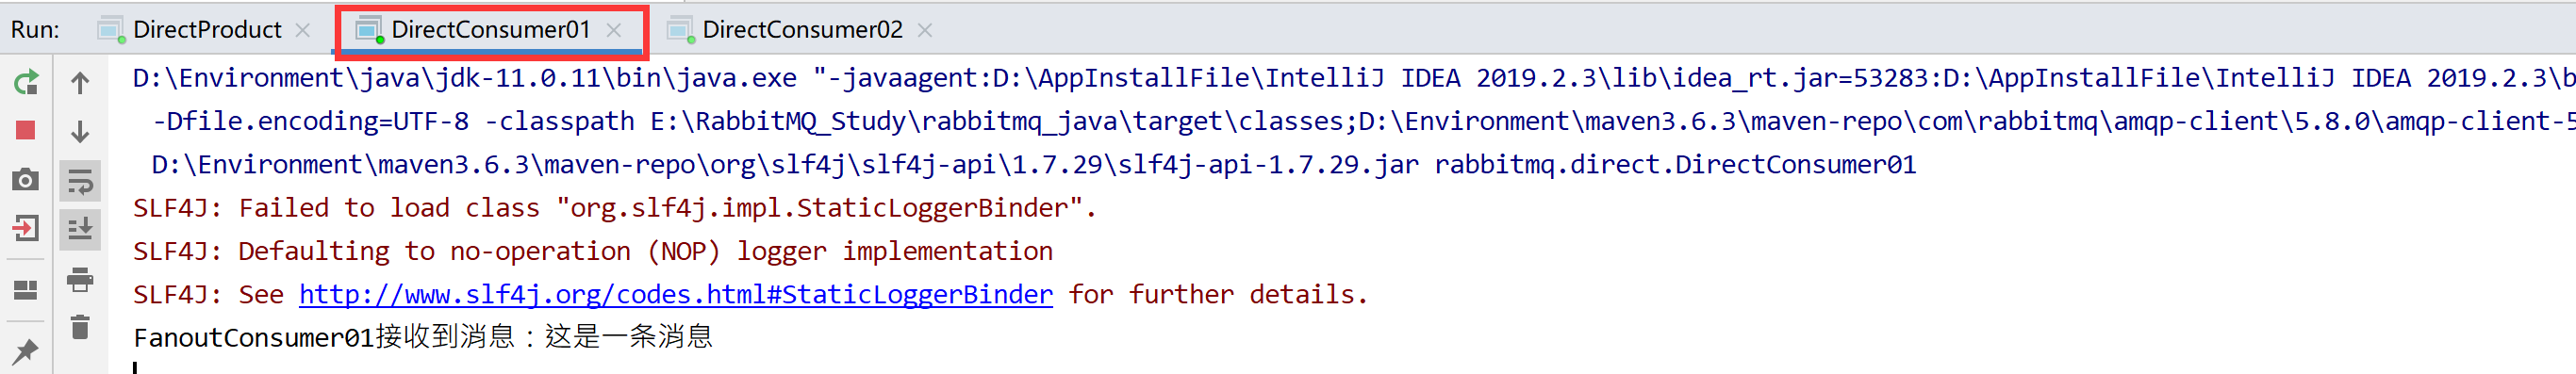 Run: DirectProduct DirectConsumer01 DirectConsumer02
D:\Environment\java\jdk-11.0.11\bin\java.exe "-javaagent:D:\AppInstallFile\IntelliJ IDEA 2019.2.3\lib\idea_rt.jar=53283:D:\AppInstallFile\IntelliJ IDEA 2019.2.3\b
-Dfile.encoding=UTF-8 -classpath E:\RabbitMQ_Study\rabbitmq_java\target\classes;D:\Environment\maven3.6.3\maven-repo\com\rabbitmq\amqp-client\5.8.0\amqp-client-5
D:\Environment\maven3.6.3\maven-repo\org\slf4j\slf4j-api\1.7.29\slf4j-api-1.7.29.jar rabbitmq.direct.DirectConsumer01
SLF4J: Failed to load class "org.slf4j.impl.StaticLoggerBinder".
SLF4J: Defaulting to no-operation (NOP) logger implementation
SLF4J: See http://www.slf4j.org/codes.html#StaticLoggerBinder for further details.
FanoutConsumer01接收到消息：这是一条消息